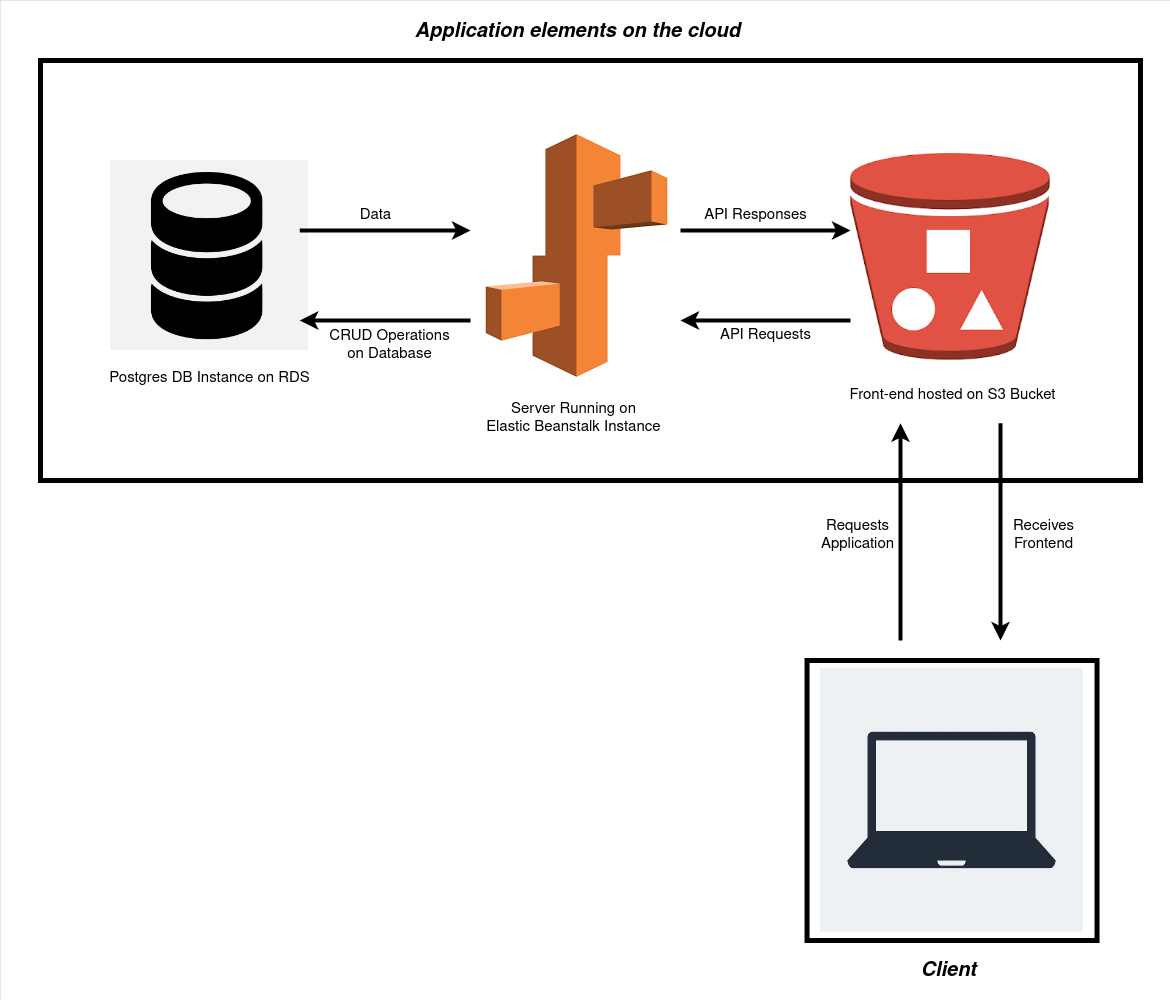 Application elements on the cloud
Data
API Responses
CRUD Operations
on Database
API Requests
Postgres DB Instance on RDS
Server Running on
Elastic Beanstalk Instance
Front-end hosted on S3 Bucket
Requests
Application
Receives
Frontend
Client